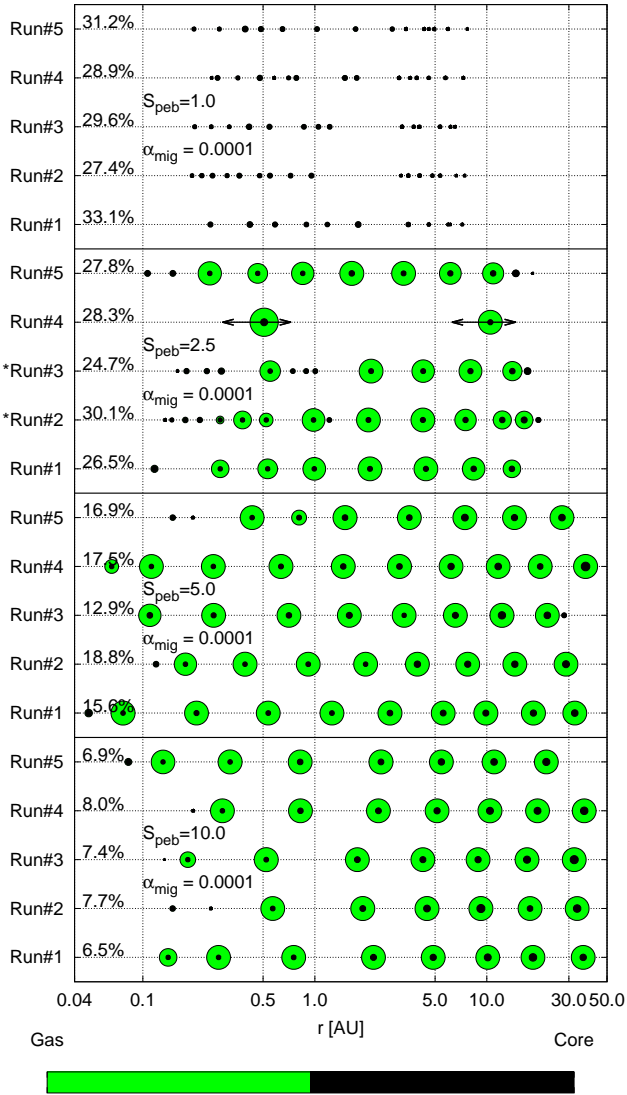 Run#5 31.2%
Run#4 28.9%
S_peb=1.0
Run#3 29.6%
α_mig = 0.0001
Run#2 27.4%
Run#1 33.1%
Run#5 27.8%
Run#4 28.3%
S_peb=2.5
*Run#3 24.7%
α_mig = 0.0001
*Run#2 30.1%
Run#1 26.5%
Run#5 16.9%
Run#4 17.5%
S_peb=5.0
Run#3 12.9%
α_mig = 0.0001
Run#2 18.8%
Run#1 15.6%
Run#5 6.9%
Run#4 8.0%
S_peb=10.0
Run#3 7.4%
α_mig = 0.0001
Run#2 7.7%
Run#1 6.5%
0.04 0.1 0.5 1.0 5.0 10.0 30.0 50.0
r [AU]
Gas Core